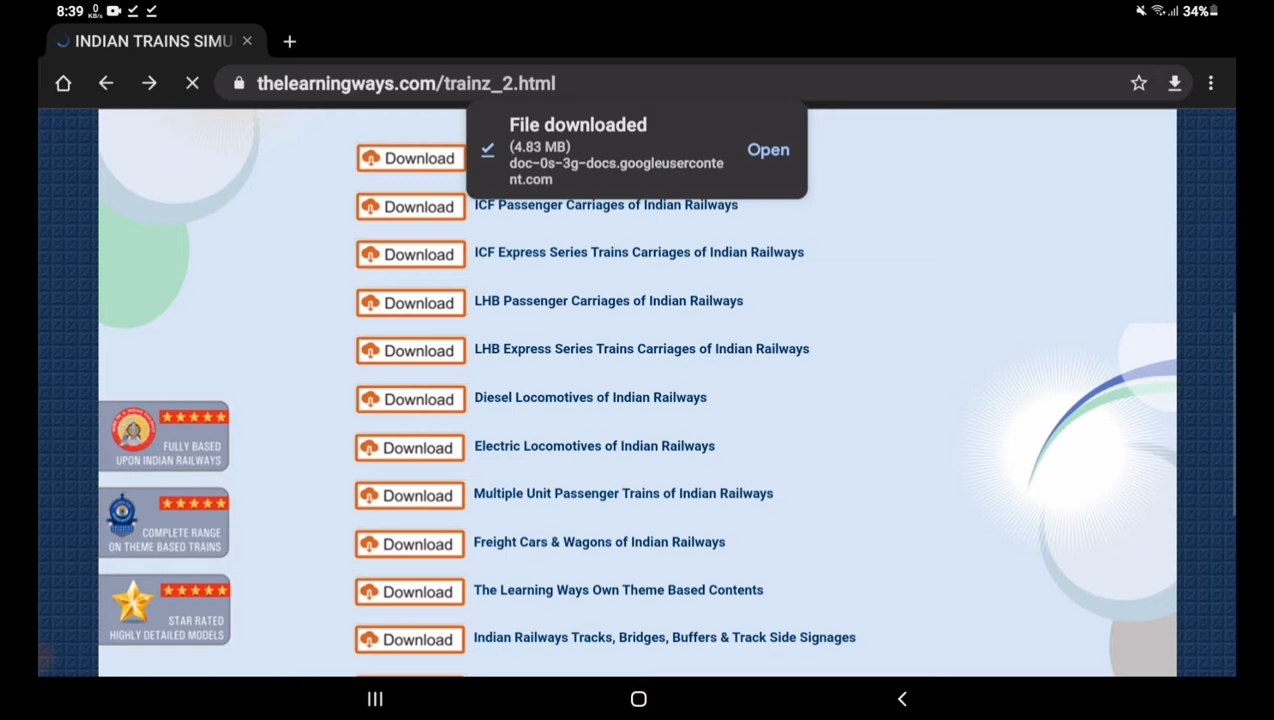 8:39 0 KB/s 34%
INDIAN TRAINS SIMU
thelearningways.com/trainz_2.html
File downloaded
(4.83 MB)
doc-0s-3g-docs.googleuserconte
nt.com
Open
Download
Download ICF Passenger Carriages of Indian Railways
Download ICF Express Series Trains Carriages of Indian Railways
Download LHB Passenger Carriages of Indian Railways
Download LHB Express Series Trains Carriages of Indian Railways
Download Diesel Locomotives of Indian Railways
Download Electric Locomotives of Indian Railways
Download Multiple Unit Passenger Trains of Indian Railways
Download Freight Cars & Wagons of Indian Railways
Download The Learning Ways Own Theme Based Contents
Download Indian Railways Tracks, Bridges, Buffers & Track Side Signages
FULLY BASED
UPON INDIAN RAILWAYS
COMPLETE RANGE
ON THEME BASED TRAINS
STAR RATED
HIGHLY DETAILED MODELS